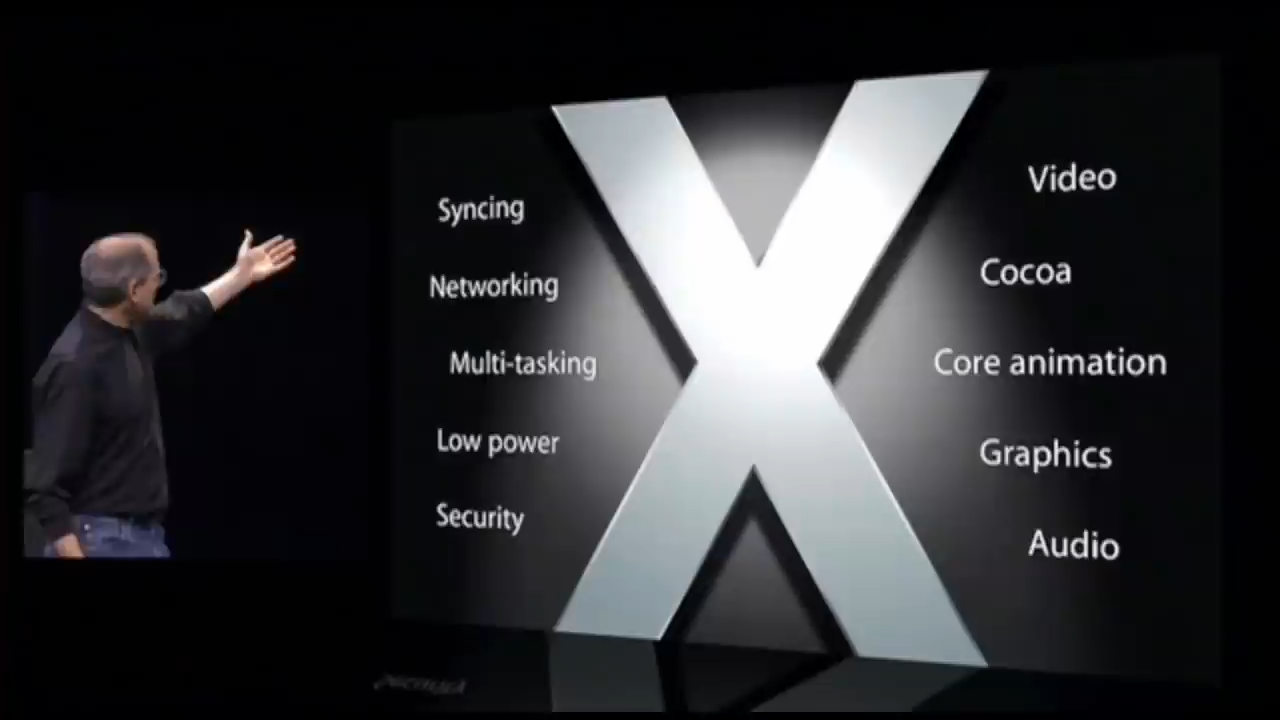 X
Syncing
Networking
Multi-tasking
Low power
Security
Video
Cocoa
Core animation
Graphics
Audio